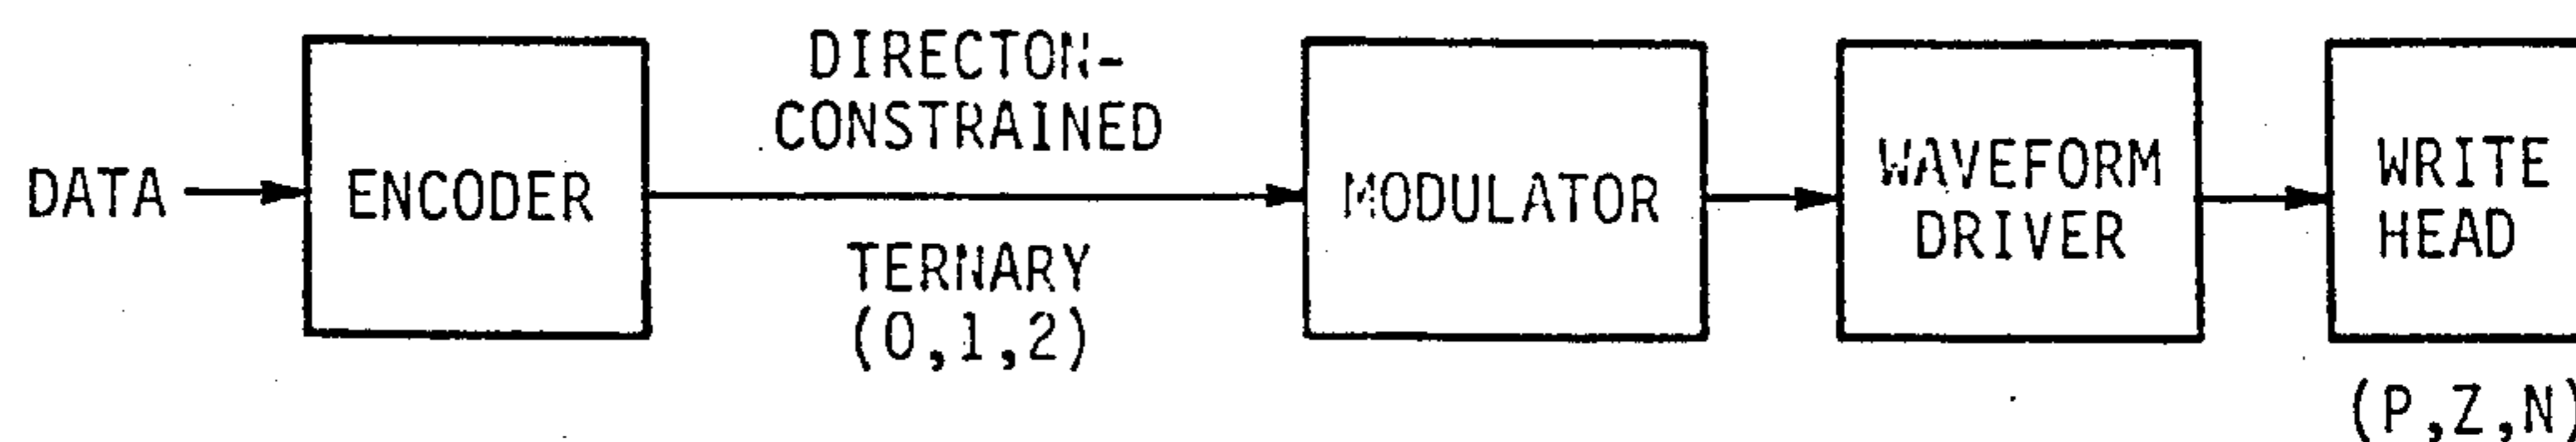 DATA
ENCODER
DIRECTON-
CONSTRAINED
TERNARY
(0,1,2)
MODULATOR
WAVEFORM
DRIVER
WRITE
HEAD
(P,Z,N)